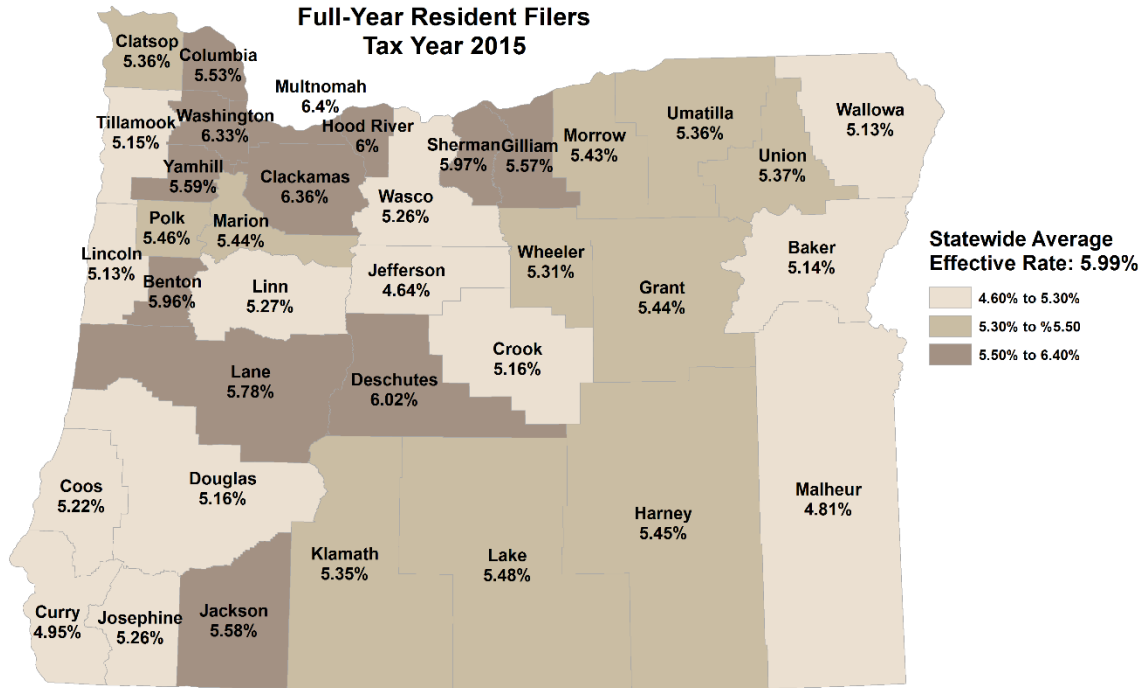 Full-Year Resident Filers
Tax Year 2015
Clatsop
5.36%
Columbia
5.53%
Multnomah
6.4%
Tillamook
5.15%
Washington
6.33%
Hood River
6%
Sherman
5.97%
Gilliam
5.57%
Morrow
5.43%
Umatilla
5.36%
Union
5.37%
Wallowa
5.13%
Yamhill
5.59%
Clackamas
6.36%
Wasco
5.26%
Polk
5.46%
Marion
5.44%
Lincoln
5.13%
Benton
5.96%
Linn
5.27%
Jefferson
4.64%
Wheeler
5.31%
Grant
5.44%
Baker
5.14%
Statewide Average
Effective Rate: 5.99%
4.60% to 5.30%
5.30% to %5.50
5.50% to 6.40%
Lane
5.78%
Deschutes
6.02%
Crook
5.16%
Coos
5.22%
Douglas
5.16%
Klamath
5.35%
Lake
5.48%
Harney
5.45%
Malheur
4.81%
Curry
4.95%
Josephine
5.26%
Jackson
5.58%